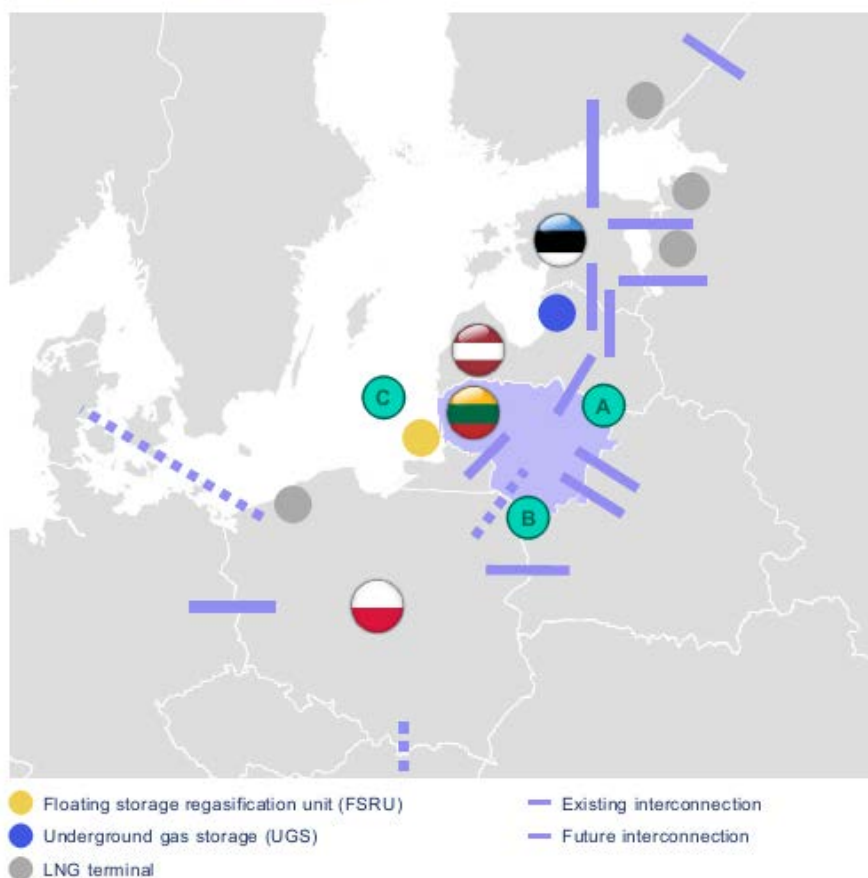 C
A
B
Floating storage regasification unit (FSRU)
Existing interconnection
Underground gas storage (UGS)
Future interconnection
LNG terminal